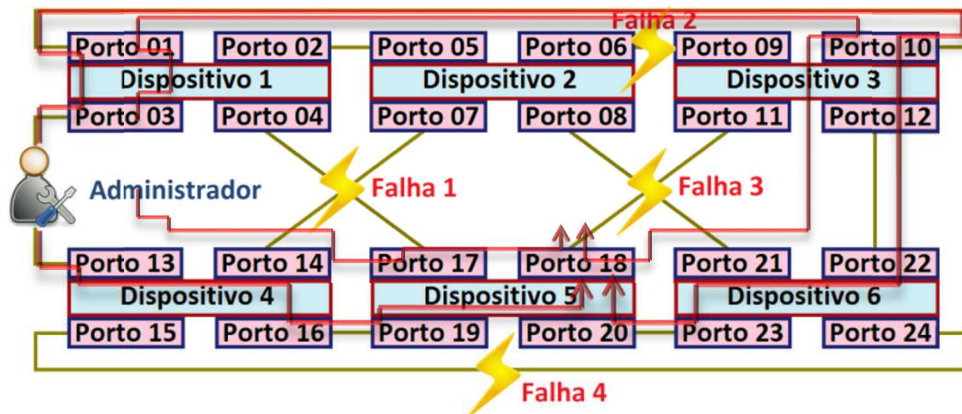 Falha 2
Porto 01 Porto 02 Porto 05 Porto 06 Porto 09 Porto 10
Dispositivo 1 Dispositivo 2 Dispositivo 3
Porto 03 Porto 04 Porto 07 Porto 08 Porto 11 Porto 12
Administrador Falha 1 Falha 3
Porto 13 Porto 14 Porto 17 Porto 18 Porto 21 Porto 22
Dispositivo 4 Dispositivo 5 Dispositivo 6
Porto 15 Porto 16 Porto 19 Porto 20 Porto 23 Porto 24
Falha 4